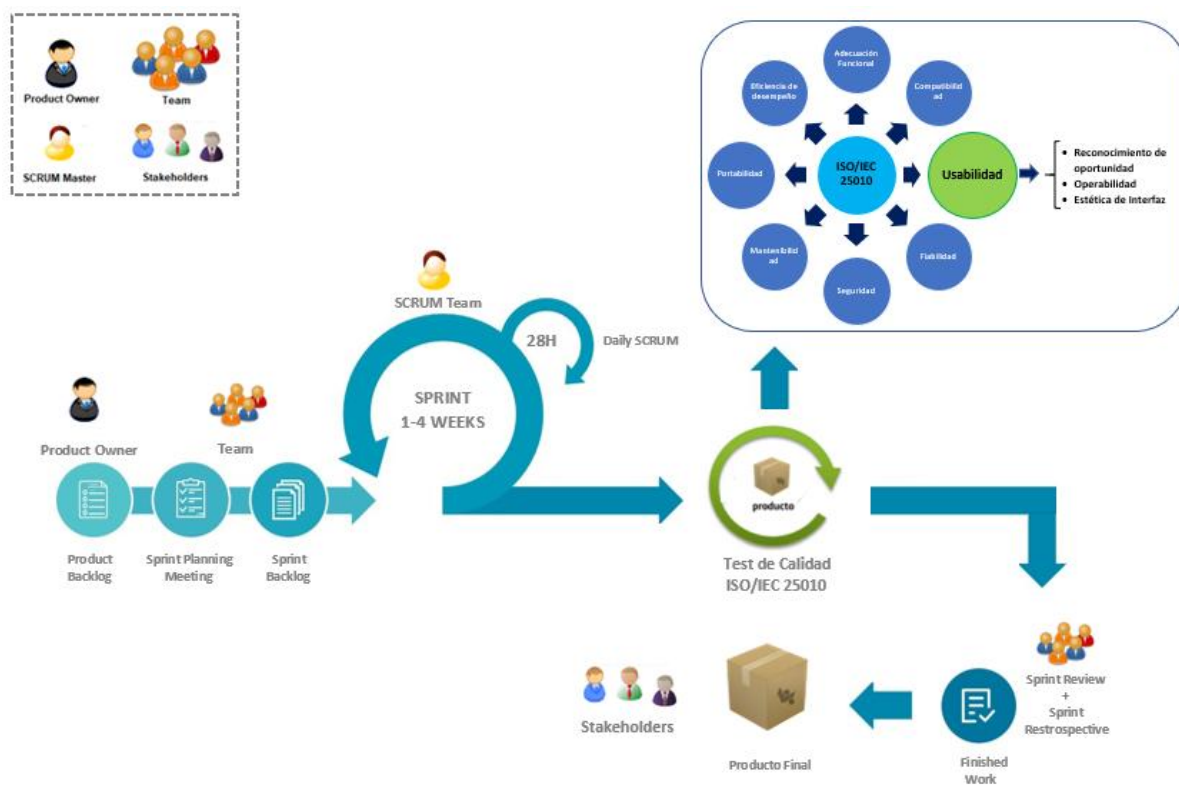 Product Owner
Team
SCRUM Master
Stakeholders
Adecuación
Funcional
Eficiencia de
desempeño
Compatibilid
ad
Portabilidad
ISO/IEC
25010
Usabilidad
• Reconocimiento de
oportunidad
• Operabilidad
• Estética de Interfaz
Mantenibilid
ad
Fiabilidad
Seguridad
SCRUM Team
28H
Daily SCRUM
SPRINT
1-4 WEEKS
Product Owner
Team
Product
Backlog
Sprint Planning
Meeting
Sprint
Backlog
producto
Test de Calidad
ISO/IEC 25010
Sprint Review
+
Sprint
Restrospective
Stakeholders
Producto Final
Finished
Work